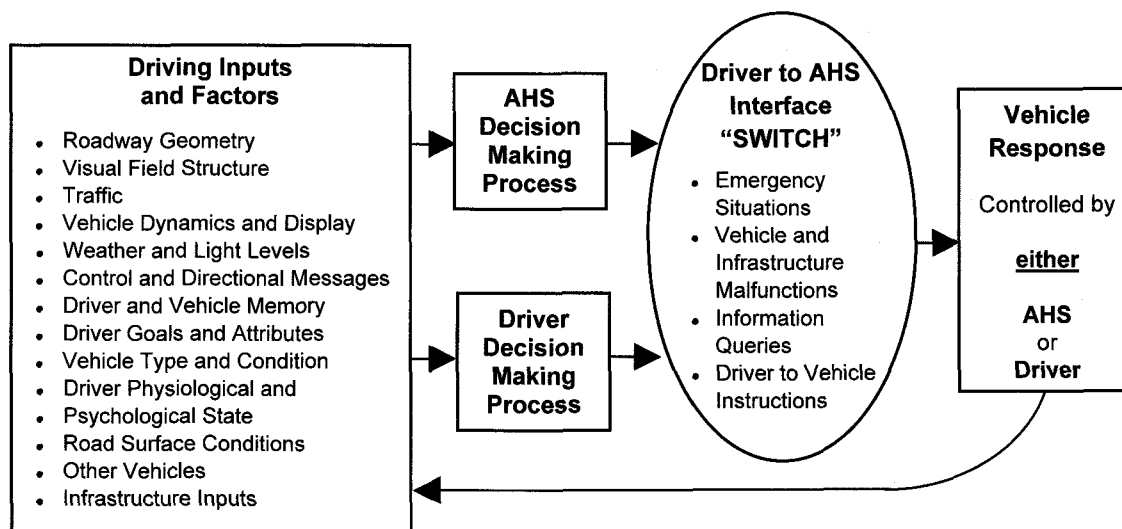 Driving Inputs
and Factors
• Roadway Geometry
• Visual Field Structure
• Traffic
• Vehicle Dynamics and Display
• Weather and Light Levels
• Control and Directional Messages
• Driver and Vehicle Memory
• Driver Goals and Attributes
• Vehicle Type and Condition
• Driver Physiological and
• Psychological State
• Road Surface Conditions
• Other Vehicles
• Infrastructure Inputs
AHS
Decision
Making
Process
Driver
Decision
Making
Process
Driver to AHS
Interface
“SWITCH”
• Emergency
Situations
• Vehicle and
Infrastructure
Malfunctions
• Information
Queries
• Driver to Vehicle
Instructions
Vehicle
Response
Controlled by
either
AHS
or
Driver